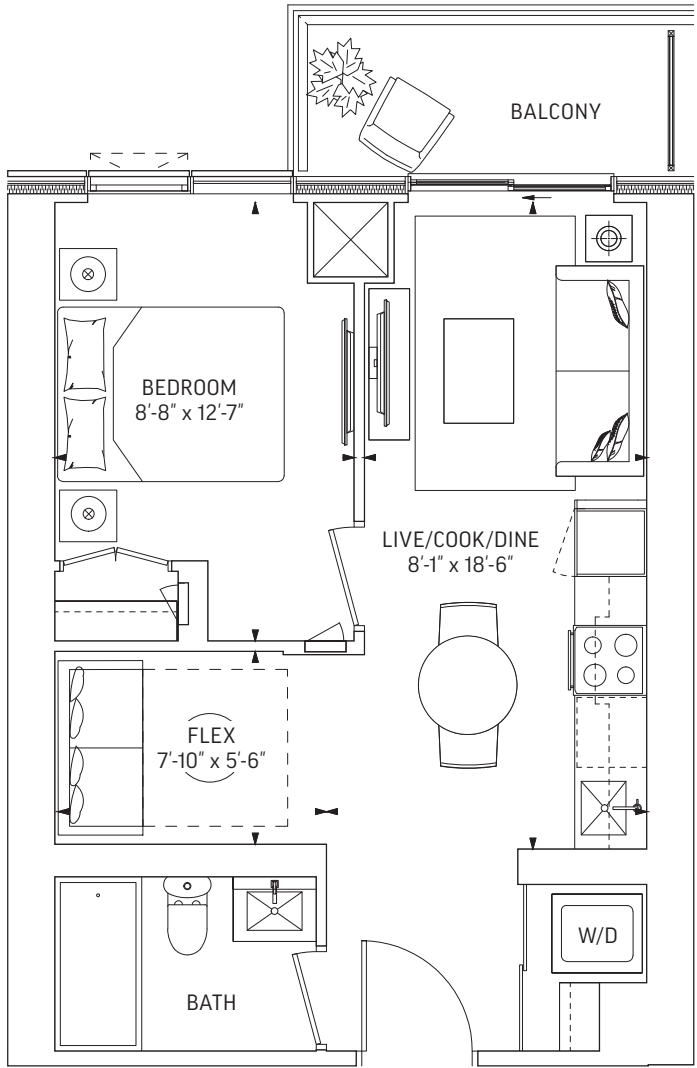 BALCONY
BEDROOM
8'-8" x 12'-7"
LIVE/COOK/DINE
8'-1" x 18'-6"
FLEX
7'-10" x 5'-6"
W/D
BATH